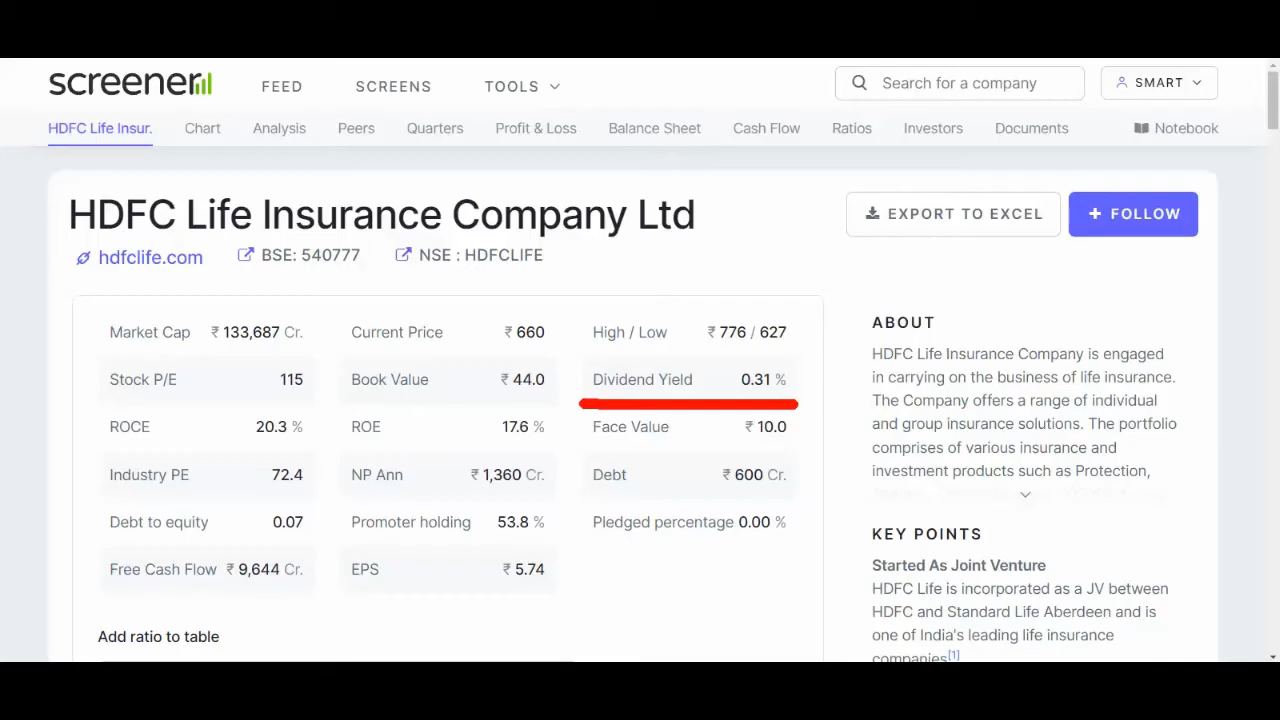 screener
FEED SCREENS TOOLS
Search for a company
SMART
HDFC Life Insur. Chart Analysis Peers Quarters Profit & Loss Balance Sheet Cash Flow Ratios Investors Documents Notebook
HDFC Life Insurance Company Ltd
EXPORT TO EXCEL
+ FOLLOW
hdfclife.com BSE: 540777 NSE : HDFCLIFE
Market Cap ₹ 133,687 Cr. Current Price ₹ 660 High / Low ₹ 776 / 627
Stock P/E 115 Book Value ₹ 44.0 Dividend Yield 0.31 %
ROCE 20.3 % ROE 17.6 % Face Value ₹ 10.0
Industry PE 72.4 NP Ann ₹ 1,360 Cr. Debt ₹ 600 Cr.
Debt to equity 0.07 Promoter holding 53.8 % Pledged percentage 0.00 %
Free Cash Flow ₹ 9,644 Cr. EPS ₹ 5.74
Add ratio to table
ABOUT
HDFC Life Insurance Company is engaged
in carrying on the business of life insurance.
The Company offers a range of individual
and group insurance solutions. The portfolio
comprises of various insurance and
investment products such as Protection,
KEY POINTS
Started As Joint Venture
HDFC Life is incorporated as a JV between
HDFC and Standard Life Aberdeen and is
one of India's leading life insurance
companies[1]